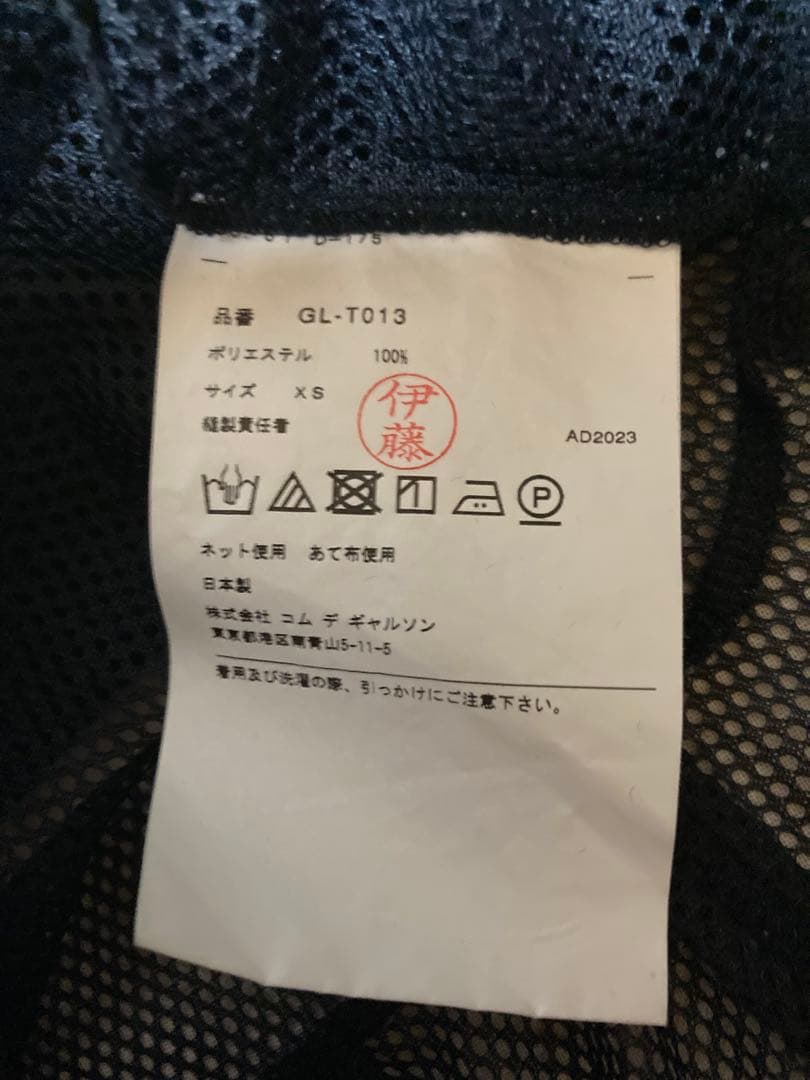 D-175
品番 GL-T013
ポリエステル 100%
サイズ XS
伊藤
縫製責任者
AD2023
P
ネット使用 あて布使用
日本製
株式会社 コム デ ギャルソン
東京都港区南青山5-11-5
着用及び洗濯の際、引っかけにご注意下さい。